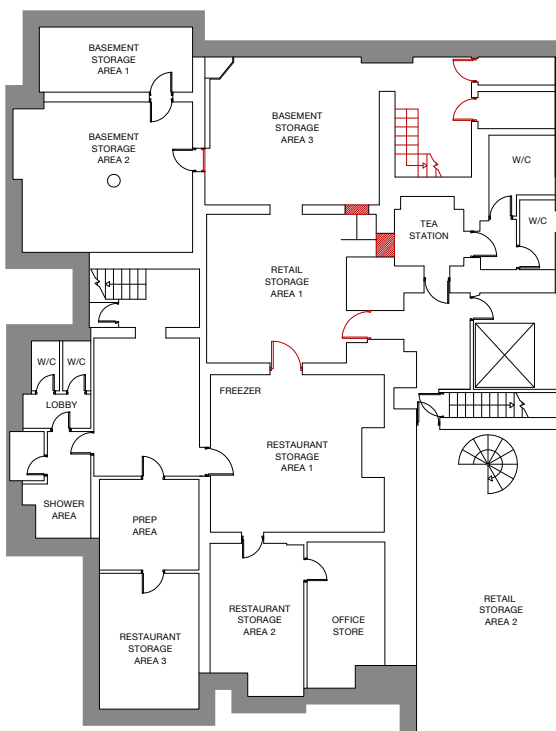 BASEMENT
STORAGE
AREA 1
BASEMENT
STORAGE
AREA 2
BASEMENT
STORAGE
AREA 3
W/C
W/C
TEA
STATION
RETAIL
STORAGE
AREA 1
W/C
W/C
LOBBY
FREEZER
RESTAURANT
STORAGE
AREA 1
SHOWER
AREA
PREP
AREA
RESTAURANT
STORAGE
AREA 2
OFFICE
STORE
RETAIL
STORAGE
AREA 2
RESTAURANT
STORAGE
AREA 3